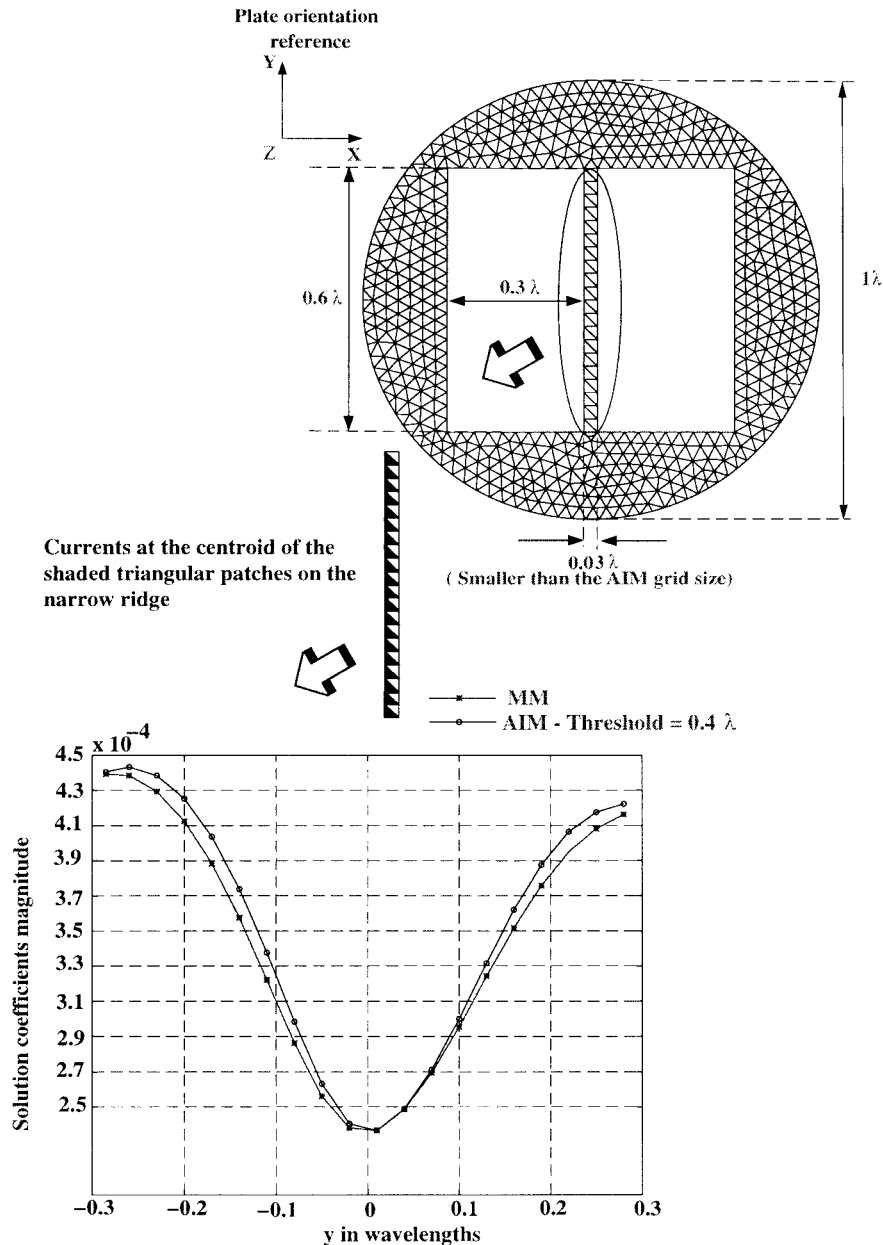 Plate orientation
reference
Y
Z
X
0.6 λ
0.3 λ
1λ
0.03 λ
( Smaller than the AIM grid size)
Currents at the centroid of the
shaded triangular patches on the
narrow ridge
MM
AIM - Threshold = 0.4 λ
x 10⁻⁴
4.5
4.3
4.1
3.9
3.7
3.5
3.3
3.1
2.9
2.7
2.5
Solution coefficients magnitude
−0.3 −0.2 −0.1 0 0.1 0.2 0.3
y in wavelengths